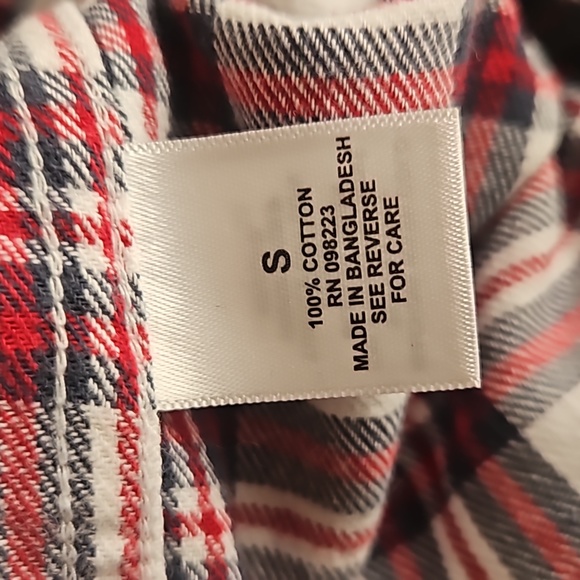 S
100% COTTON
RN 098223
MADE IN BANGLADESH
SEE REVERSE
FOR CARE